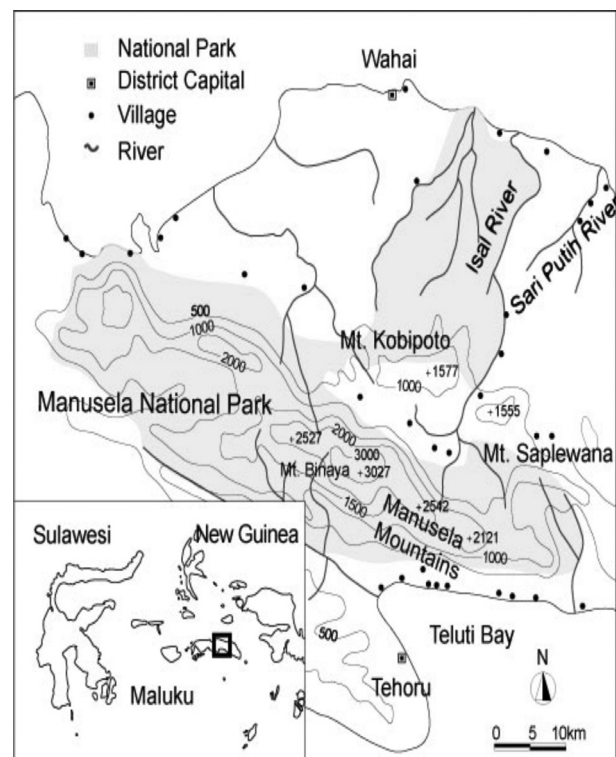 National Park
District Capital
Village
River
Wahai
Isal River
Sari Putih River
500
1000
2000
Mt. Kobipoto
+1577
1000
+1555
Manusela National Park
+2527
2000
3000
Mt. Binaya
+3027
Mt. Saplewana
1500
+2542
Manusela
+2121
Mountains
1000
Sulawesi
New Guinea
Maluku
500
Teluti Bay
Tehoru
N
0 5 10km